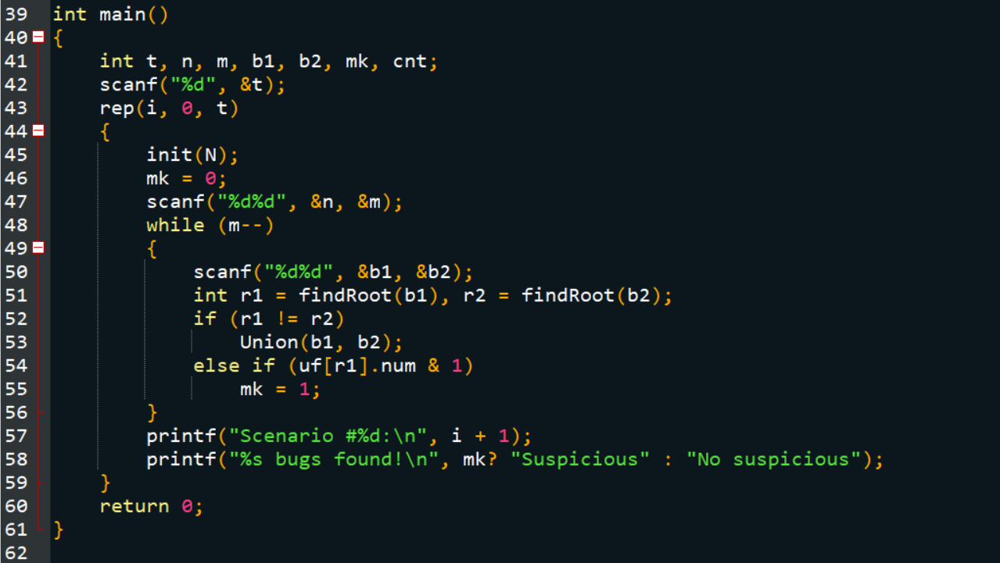 39 int main()
40 {
41     int t, n, m, b1, b2, mk, cnt;
42     scanf("%d", &t);
43     rep(i, 0, t)
44     {
45         init(N);
46         mk = 0;
47         scanf("%d%d", &n, &m);
48         while (m--)
49         {
50             scanf("%d%d", &b1, &b2);
51             int r1 = findRoot(b1), r2 = findRoot(b2);
52             if (r1 != r2)
53                 Union(b1, b2);
54             else if (uf[r1].num & 1)
55                 mk = 1;
56         }
57         printf("Scenario #%d:\n", i + 1);
58         printf("%s bugs found!\n", mk? "Suspicious" : "No suspicious");
59     }
60     return 0;
61 }
62